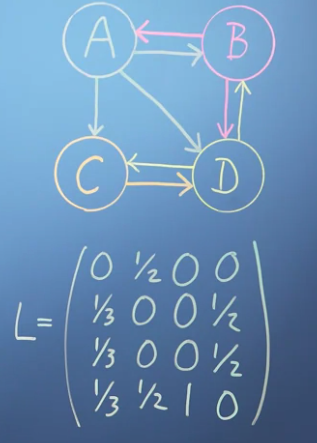 A B
C D
L = ( 0 ½ 0 0
⅓ 0 0 ½
⅓ 0 0 ½
⅓ ½ 1 0 )